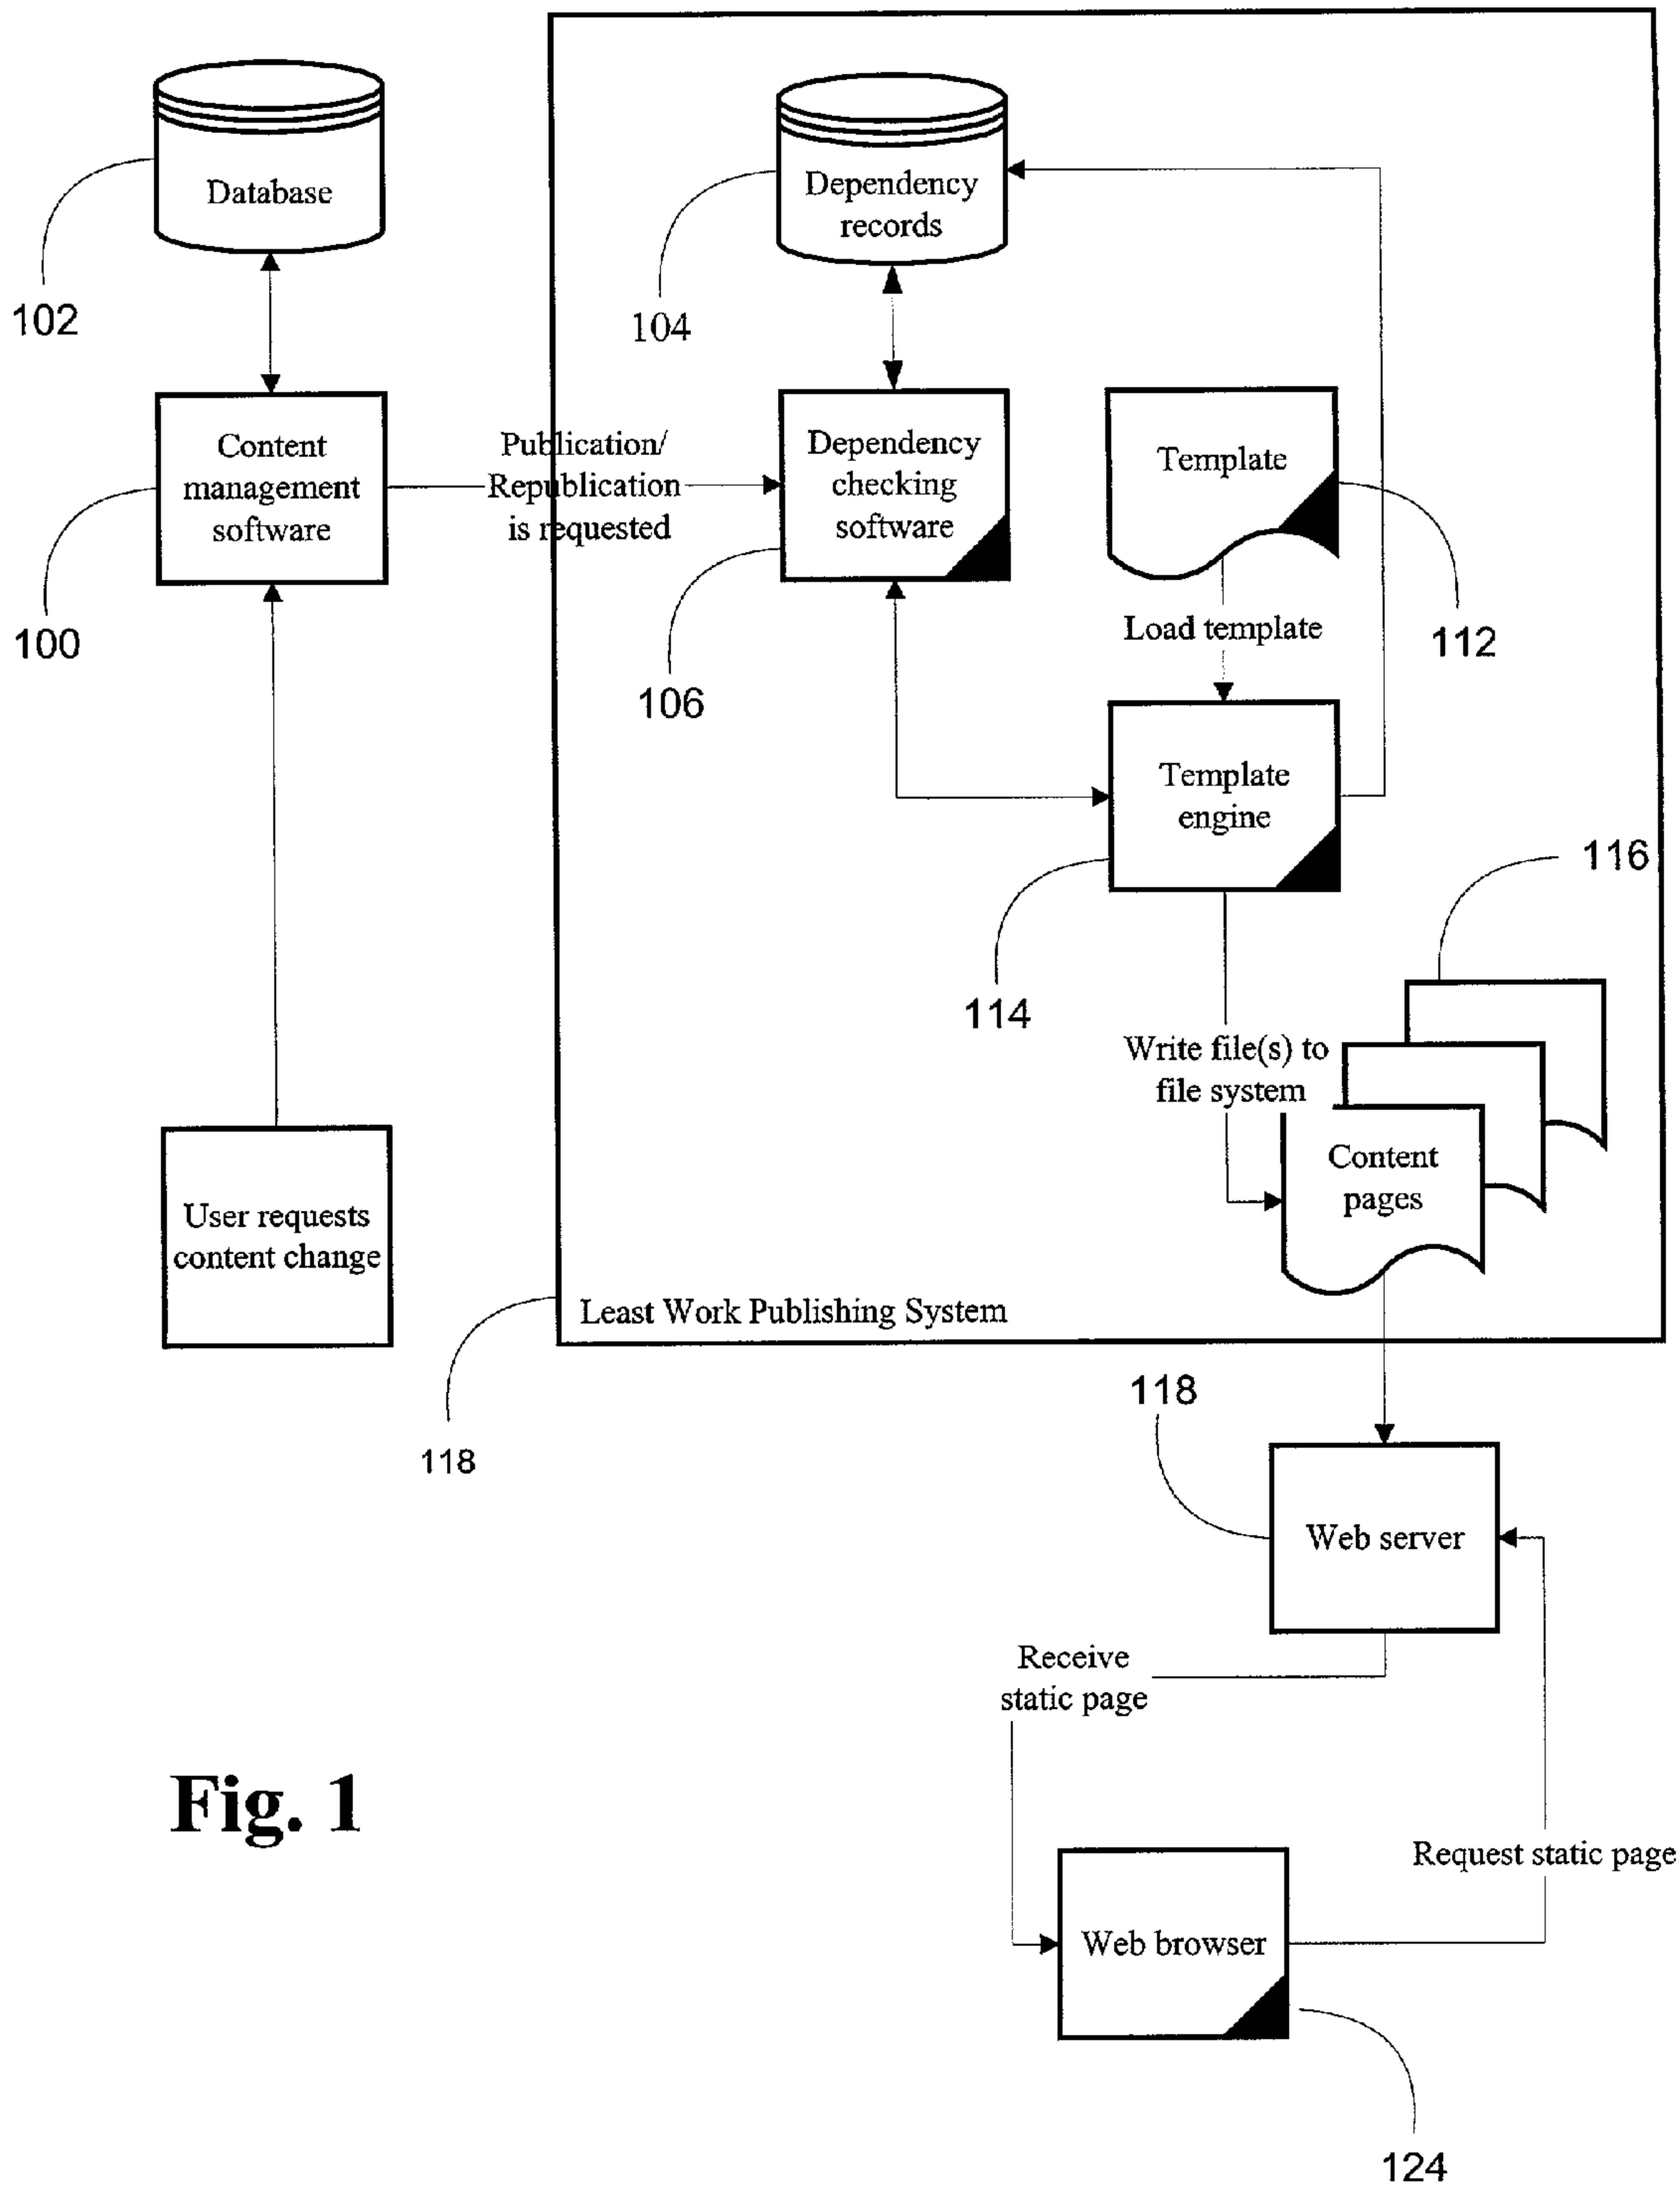 Database
102
Dependency
records
104
Content
management
software
100
Publication/
Republication
is requested
Dependency
checking
software
106
Template
112
Load template
Template
engine
114
116
Write file(s) to
file system
Content
pages
User requests
content change
Least Work Publishing System
118
118
Web server
Receive
static page
Request static page
Web browser
124
Fig. 1